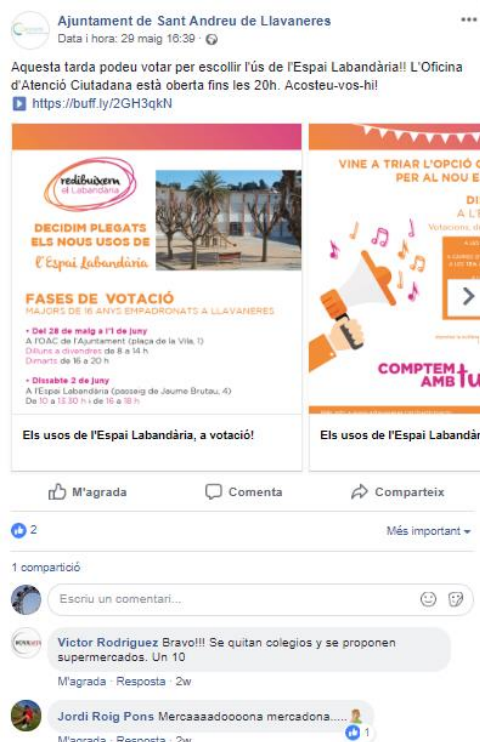 Ajuntament de Sant Andreu de Llavaneres
Data i hora: 29 maig 16:39 ·
Aquesta tarda podeu votar per escollir l'ús de l'Espai Labandària!! L'Oficina
d'Atenció Ciutadana està oberta fins les 20h. Acosteu-vos-hi!
https://buff.ly/2GH3qkN
redibuixem
el Labandària
DECIDIM PLEGATS
ELS NOUS USOS DE
l'Espai Labandària
FASES DE VOTACIÓ
MAJORS DE 16 ANYS EMPADRONATS A LLAVANERES
• Del 28 de maig a l'1 de juny
A l'OAC de l'Ajuntament (plaça de la Vila, 1)
Dilluns a divendres de 8 a 14 h
Dimarts de 16 a 20 h
• Dissabte 2 de juny
A l'Espai Labandària (passeig de Jaume Brutau, 4)
De 10 a 13.30 h i de 16 a 18 h
VINE A TRIAR L'OPCIÓ
PER AL NOU E
DI
A L'E
Votacions, d
COMPTEM
AMB tu
Els usos de l'Espai Labandària, a votació!
Els usos de l'Espai Labandàr
M'agrada
Comenta
Comparteix
2
Més important
1 compartició
Escriu un comentari...
Victor Rodriguez Bravo!!! Se quitan colegios y se proponen
supermercados. Un 10
M'agrada · Resposta · 2w
Jordi Roig Pons Mercaaaadoooona mercadona.....
1
M'agrada · Resposta · 2w